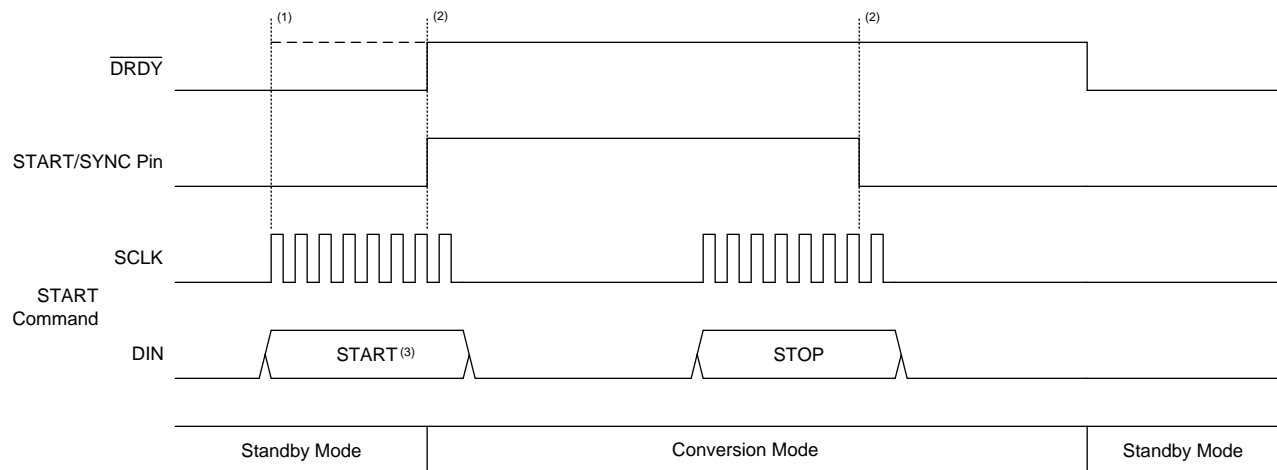 (1)
(2)
(2)
DRDY
START/SYNC Pin
SCLK
START
Command
DIN
START(3)
STOP
Standby Mode
Conversion Mode
Standby Mode